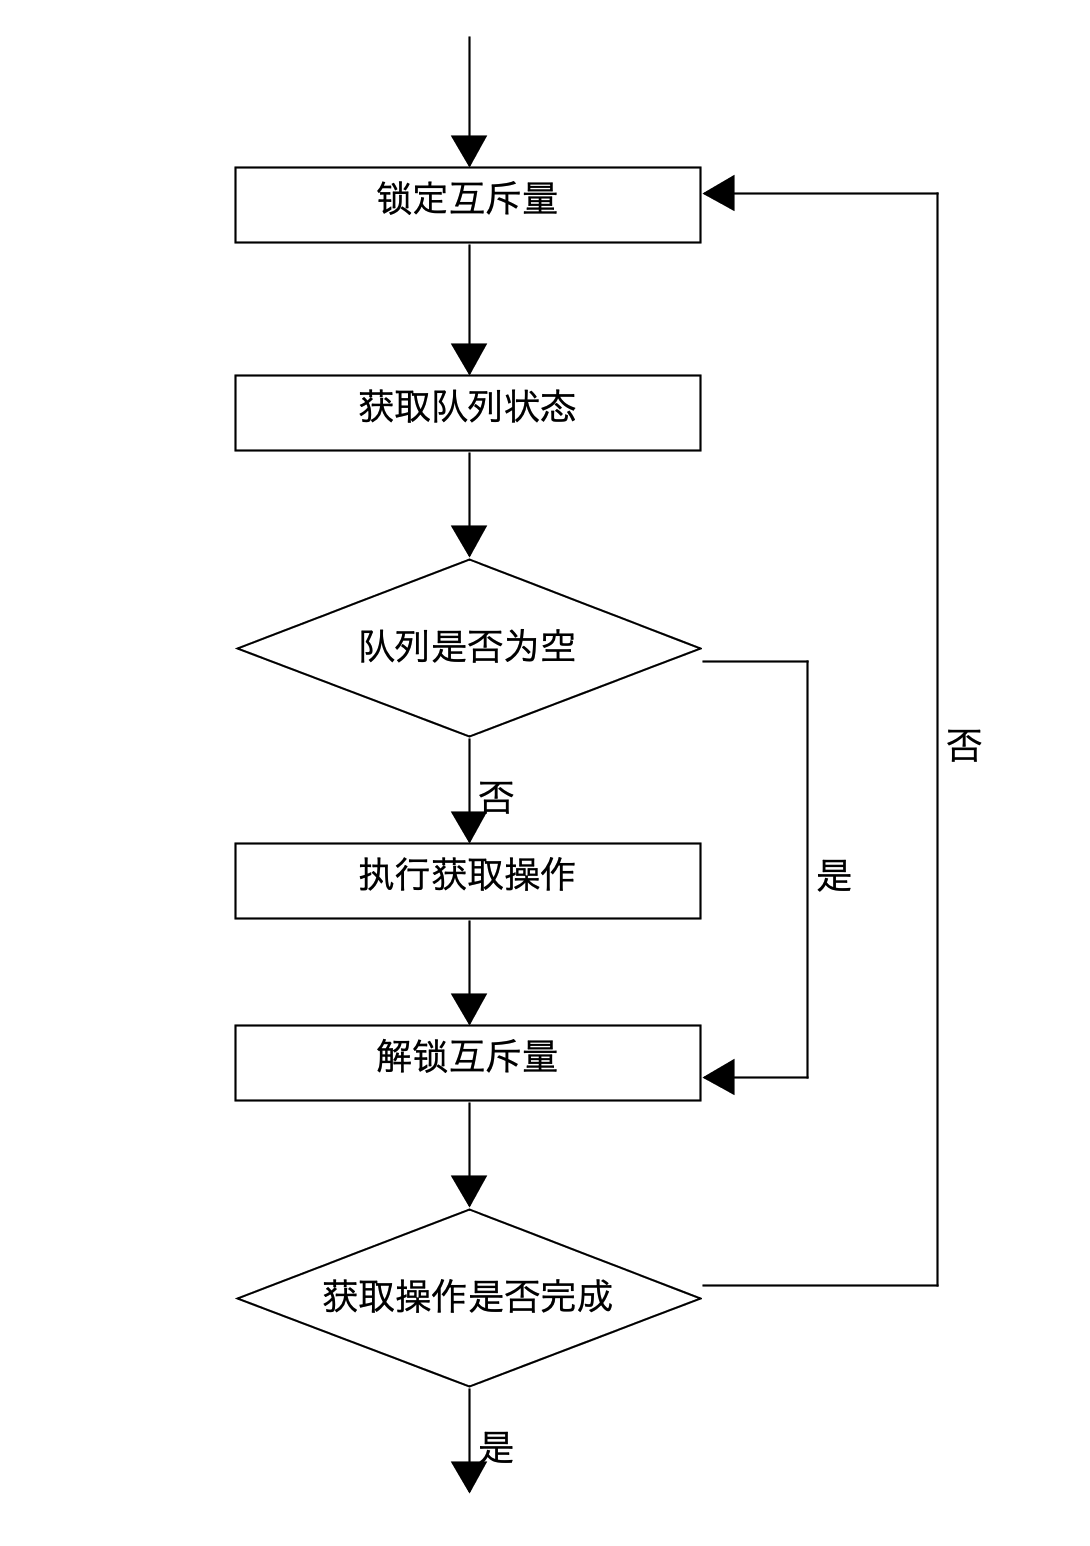 锁定互斥量
获取队列状态
队列是否为空
否
否
执行获取操作
是
解锁互斥量
获取操作是否完成
是